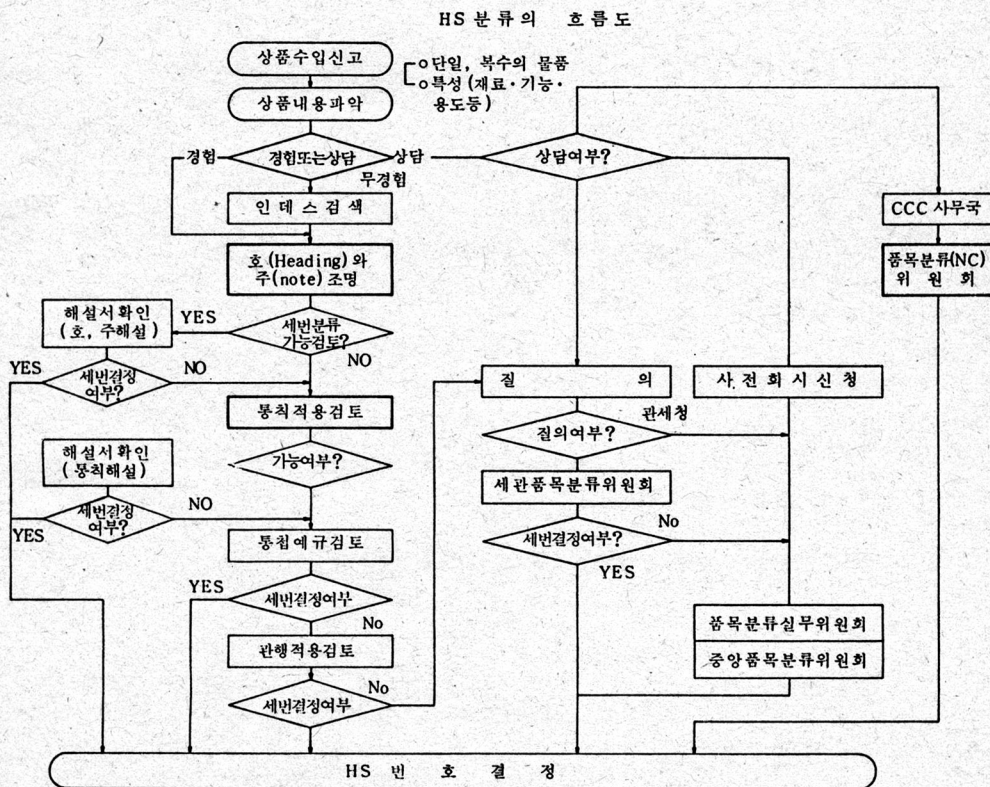 HS분류의 흐름도
상품수입신고
단일, 복수의 물품
특성(재료·기능·
용도등)
상품내용파악
경험
경험또는상담
상담
무경험
상담여부?
인데스검색
CCC 사무국
호(Heading)와
주(note)조명
품목분류(NC)
위원회
해설서확인
(호, 주해설)
YES
세번분류
가능검토?
NO
YES
세번결정
여부?
NO
질의
사전회시신청
통칙적용검토
관세청
질의여부?
해설서확인
(통칙해설)
가능여부?
세관품목분류위원회
YES
세번결정
여부?
NO
통첩예규검토
세번결정여부?
No
YES
YES
세번결정여부
No
품목분류실무위원회
관행적용검토
중앙품목분류위원회
세번결정여부
No
HS 번호결정